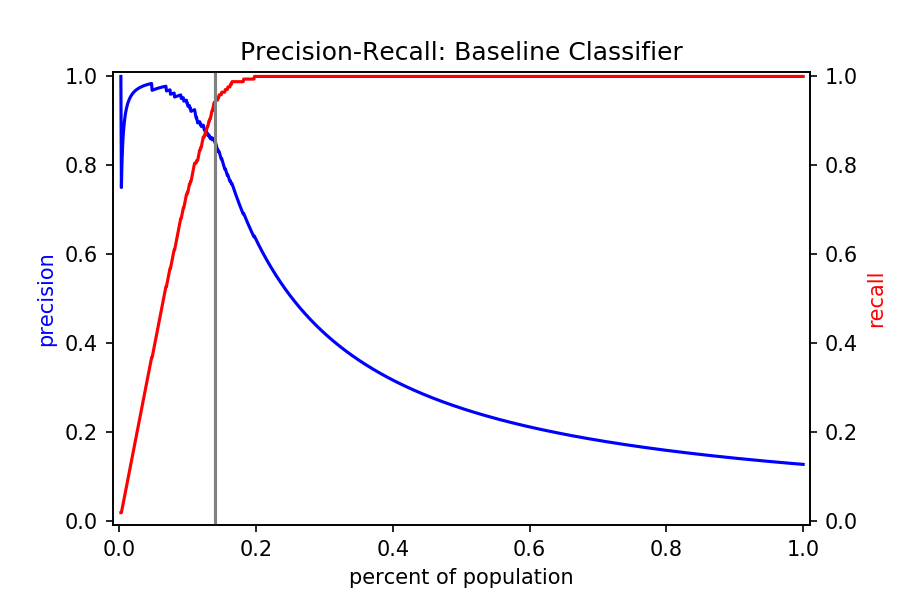 Precision-Recall: Baseline Classifier
1.0 1.0
0.8 0.8
0.6 0.6
precision recall
0.4 0.4
0.2 0.2
0.0 0.0
0.0 0.2 0.4 0.6 0.8 1.0
percent of population